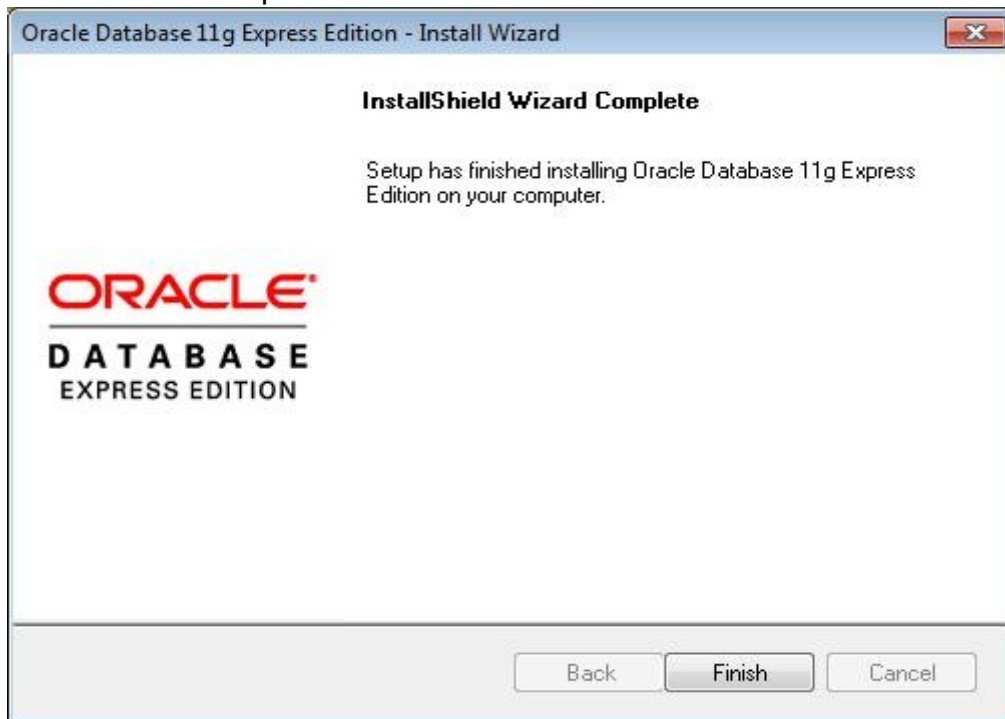 Oracle Database 11g Express Edition - Install Wizard
InstallShield Wizard Complete
Setup has finished installing Oracle Database 11g Express
Edition on your computer.
ORACLE
DATABASE
EXPRESS EDITION
Back Finish Cancel